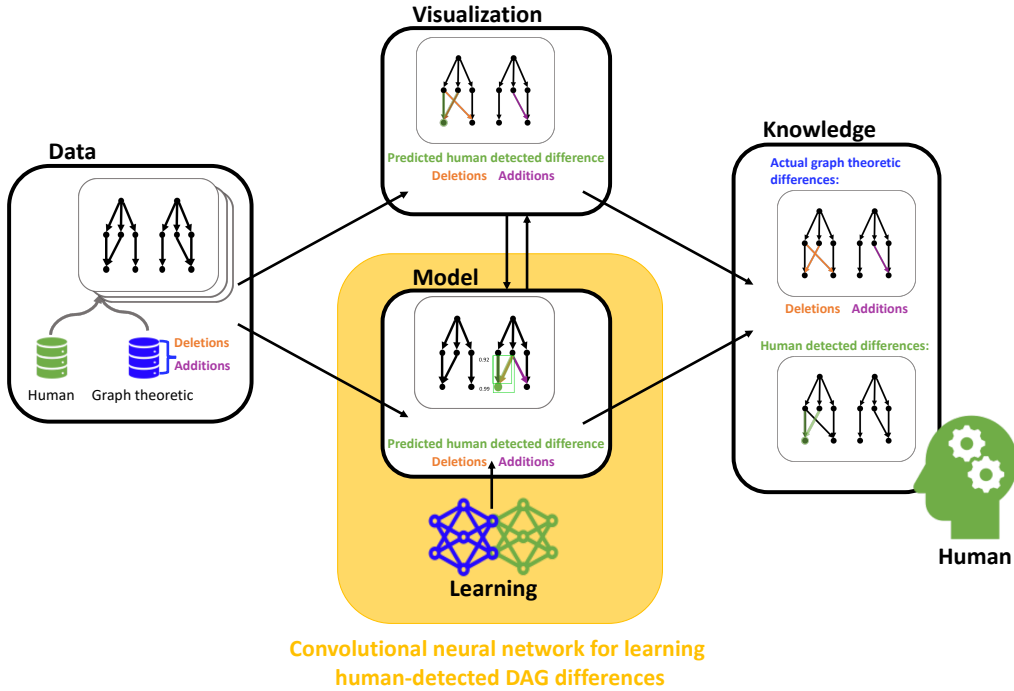 Visualization
Predicted human detected difference
Deletions Additions
Data
Deletions
Additions
Human
Graph theoretic
Model
0.92
0.99
Predicted human detected difference
Deletions Additions
Learning
Convolutional neural network for learning
human-detected DAG differences
Knowledge
Actual graph theoretic
differences:
Deletions Additions
Human detected differences:
Human